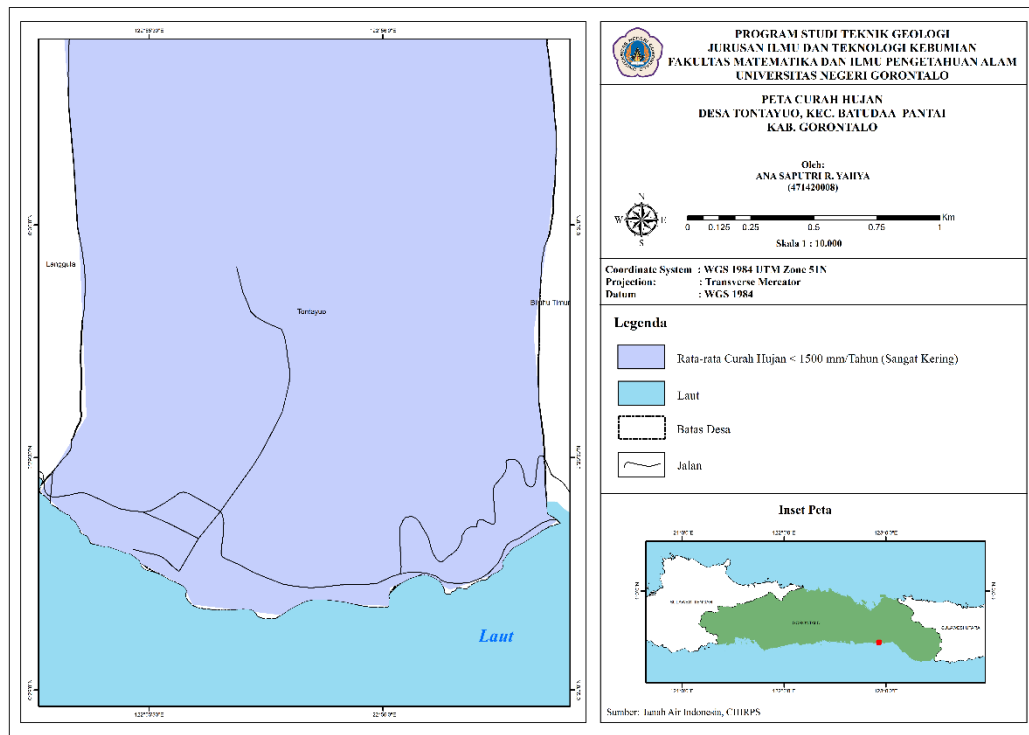 PROGRAM STUDI TEKNIK GEOLOGI
JURUSAN ILMU DAN TEKNOLOGI KEBUMIAN
FAKULTAS MATEMATIKA DAN ILMU PENGETAHUAN ALAM
UNIVERSITAS NEGERI GORONTALO
PETA CURAH HUJAN
DESA TONTAYUO, KEC. BATUDAA PANTAI
KAB. GORONTALO
Oleh:
ANA SAPUTRI R. YAHYA
(471420008)
N
W E
S
0 0.125 0.25 0.5 0.75 1 Km
Skala 1 : 10.000
Coordinate System : WGS 1984 UTM Zone 51N
Projection: : Transverse Mercator
Datum : WGS 1984
Legenda
Rata-rata Curah Hujan < 1500 mm/Tahun (Sangat Kering)
Laut
Batas Desa
Jalan
Inset Peta
Sumber: Tanah Air Indonesia, CHIRPS
Langgula
Tontayuo
Timur
Laut